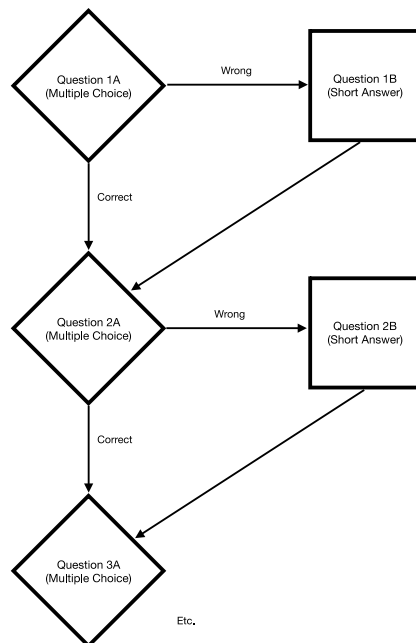 Question 1A
(Multiple Choice)
Wrong
Question 1B
(Short Answer)
Correct
Question 2A
(Multiple Choice)
Wrong
Question 2B
(Short Answer)
Correct
Question 3A
(Multiple Choice)
Etc.